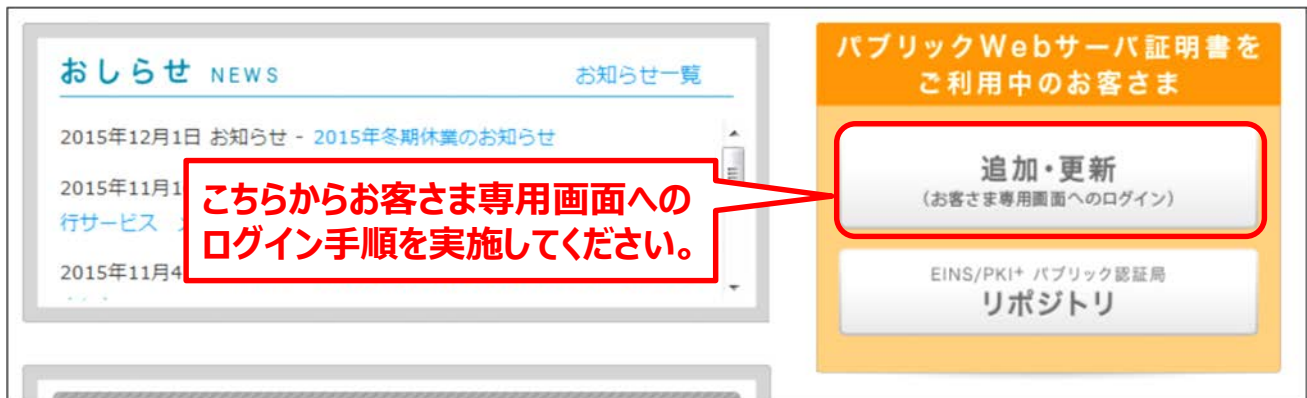 おしらせ NEWS お知らせ一覧
2015年12月1日 お知らせ - 2015年冬期休業のお知らせ
2015年11月1
行サービス
2015年11月4
こちらからお客さま専用画面への
ログイン手順を実施してください。
パブリックWebサーバ証明書を
ご利用中のお客さま
追加・更新
(お客さま専用画面へのログイン)
EINS/PKI+ パブリック認証局
リポジトリ